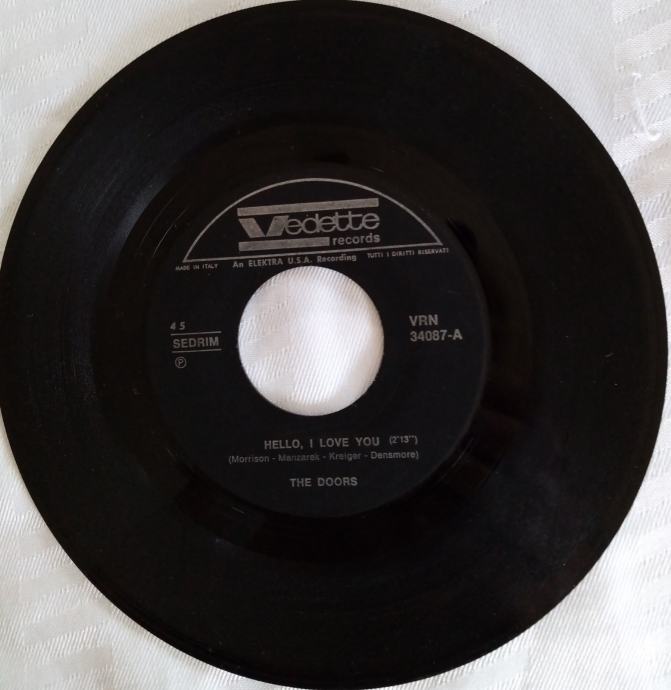 Vedette
records
MADE IN ITALY An ELEKTRA U.S.A. Recording TUTTI I DIRITTI RISERVATI
45
SEDRIM
Ⓟ
VRN
34087-A
HELLO, I LOVE YOU (2'13")
(Morrison - Manzarek - Kreiger - Densmore)
THE DOORS